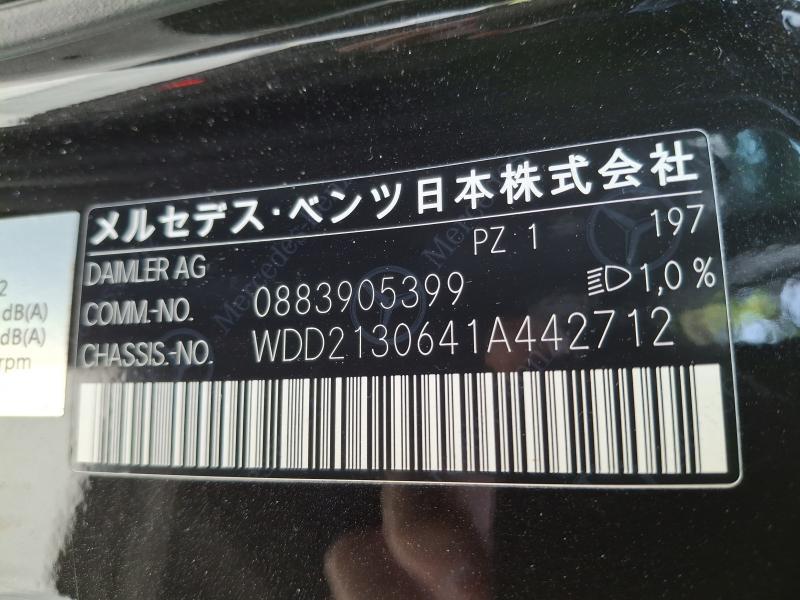 メルセデス・ベンツ日本株式会社
DAIMLER AG PZ 1 197
COMM.-NO. 0883905399 1,0 %
CHASSIS.-NO. WDD2130641A442712
2
dB(A)
dB(A)
rpm